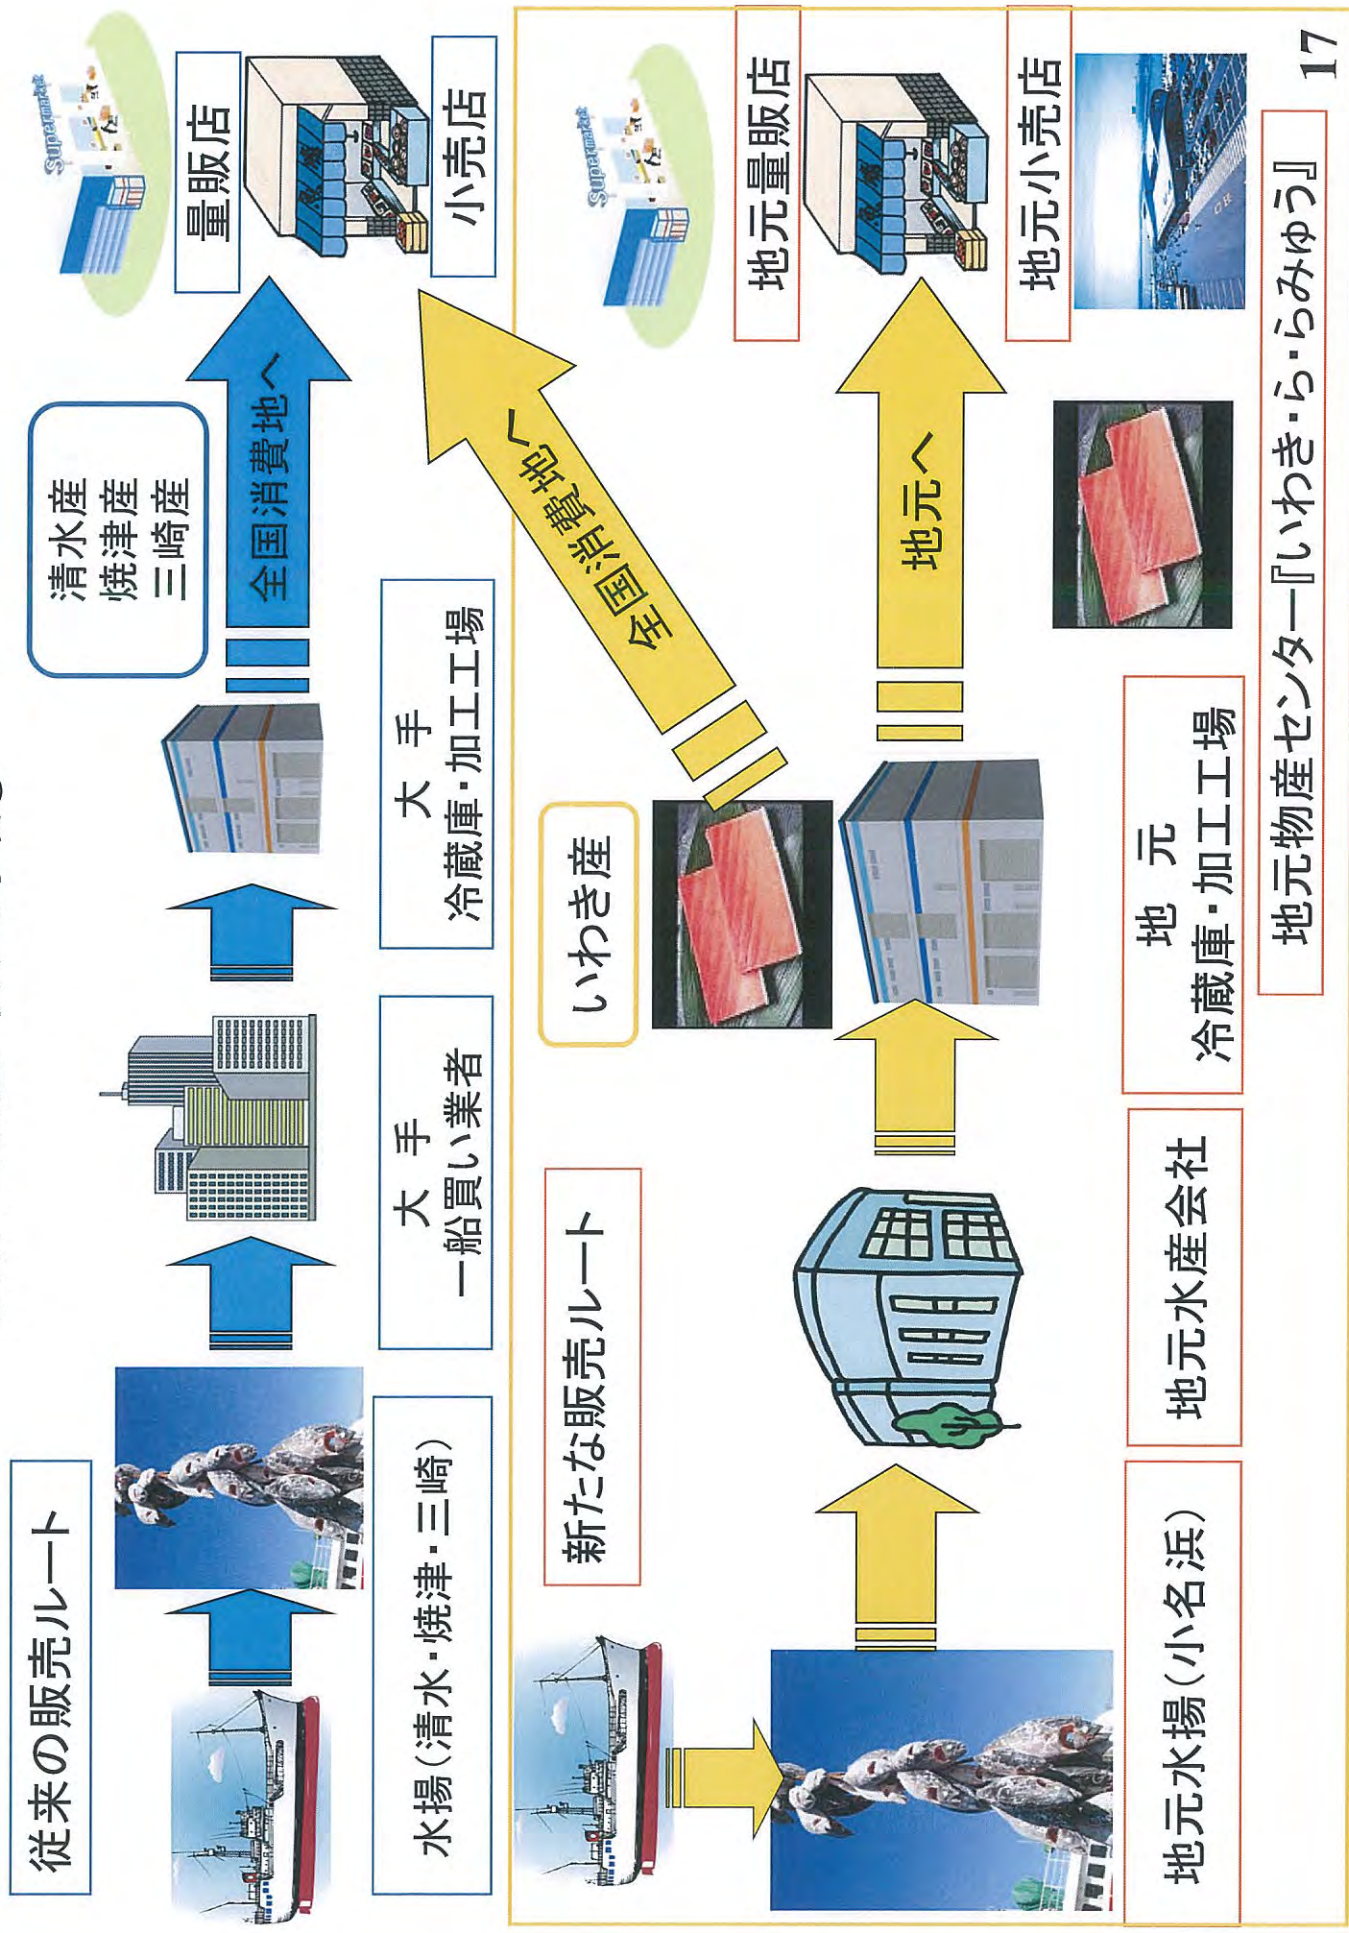 従来の販売ルート
水揚(清水・焼津・三崎)
大 手
一船買い業者
大 手
冷蔵庫・加工工場
清水産
焼津産
三崎産
全国消費地へ
Supermarket
量販店
小売店
新たな販売ルート
地元水揚(小名浜)
地元水産会社
いわき産
地 元
冷蔵庫・加工工場
全国消費地へ
地元へ
Supermarket
地元量販店
地元小売店
地元物産センター『いわき・ら・らみゅう』
17